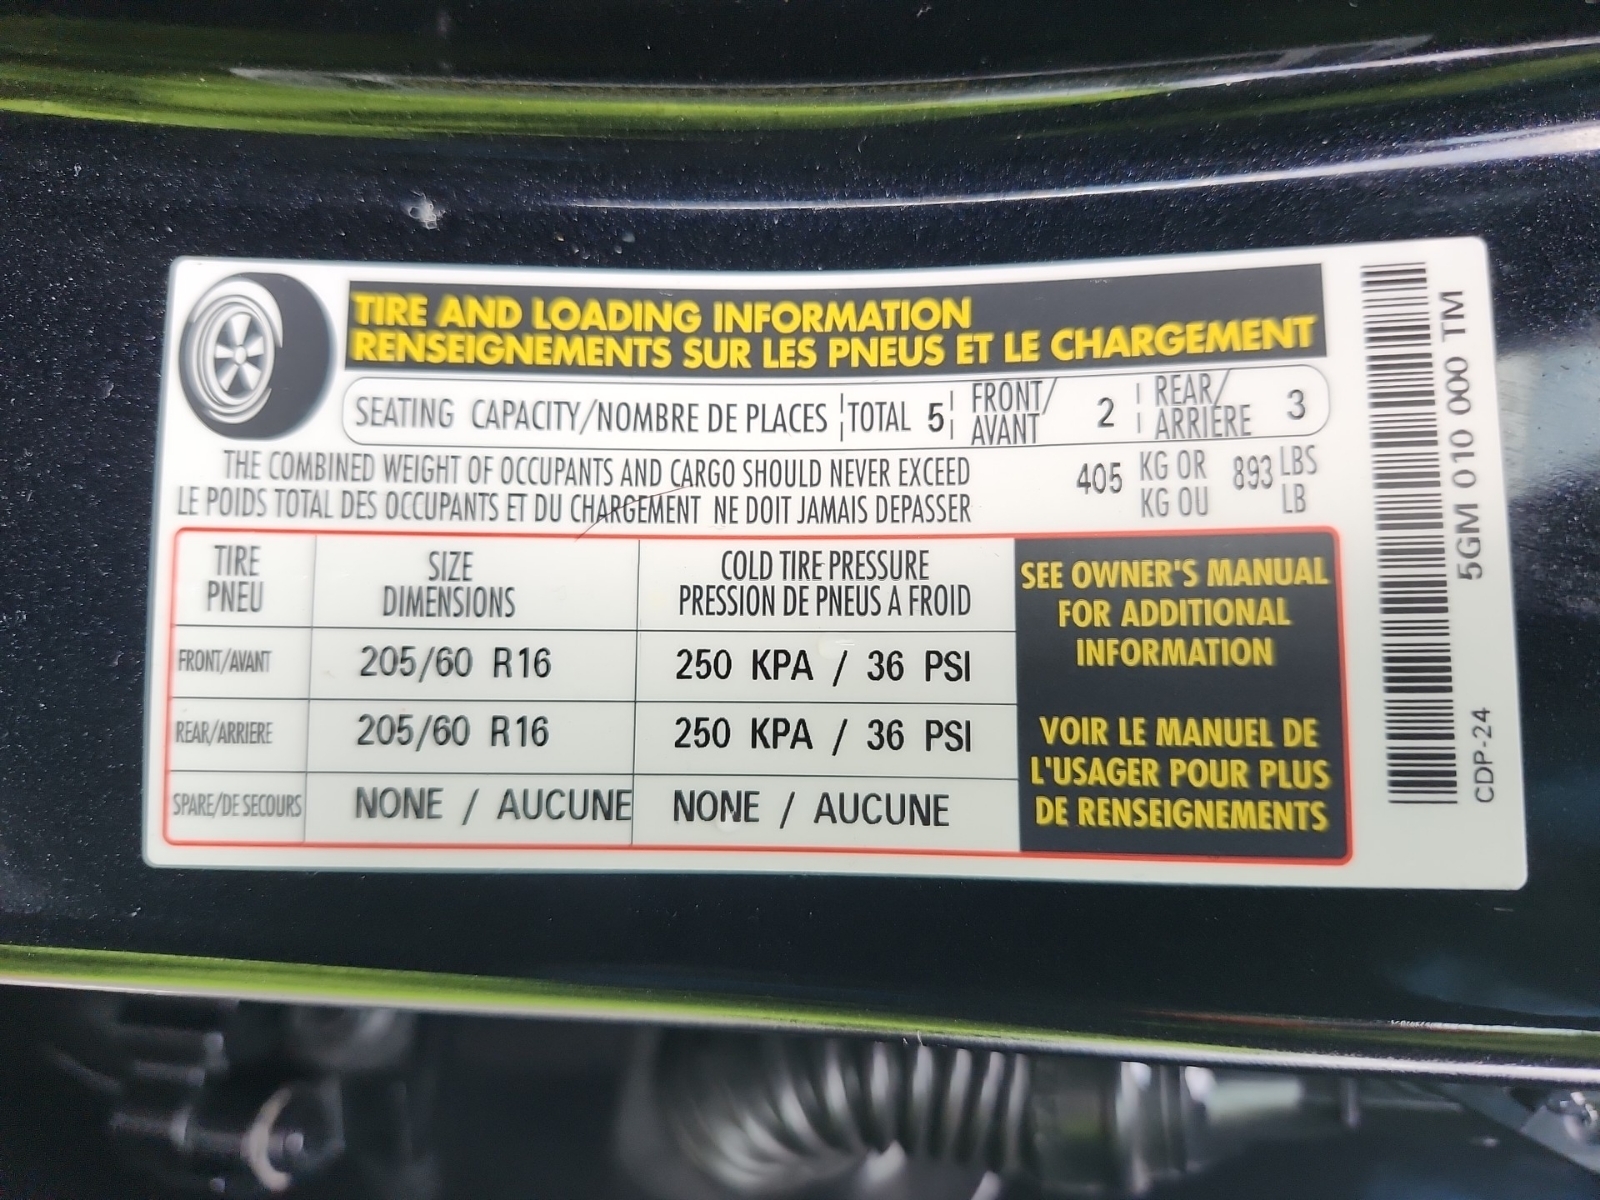 TIRE AND LOADING INFORMATION
RENSEIGNEMENTS SUR LES PNEUS ET LE CHARGEMENT
SEATING CAPACITY/NOMBRE DE PLACES TOTAL 5 FRONT/AVANT 2 REAR/ARRIERE 3
THE COMBINED WEIGHT OF OCCUPANTS AND CARGO SHOULD NEVER EXCEED 405 KG OR 893 LBS
LE POIDS TOTAL DES OCCUPANTS ET DU CHARGEMENT NE DOIT JAMAIS DEPASSER KG OU LB
TIRE SIZE COLD TIRE PRESSURE
PNEU DIMENSIONS PRESSION DE PNEUS A FROID
FRONT/AVANT 205/60 R16 250 KPA / 36 PSI
REAR/ARRIERE 205/60 R16 250 KPA / 36 PSI
SPARE/DE SECOURS NONE / AUCUNE NONE / AUCUNE
SEE OWNER'S MANUAL
FOR ADDITIONAL
INFORMATION
VOIR LE MANUEL DE
L'USAGER POUR PLUS
DE RENSEIGNEMENTS
5GM 010 000 TM
CDP-24